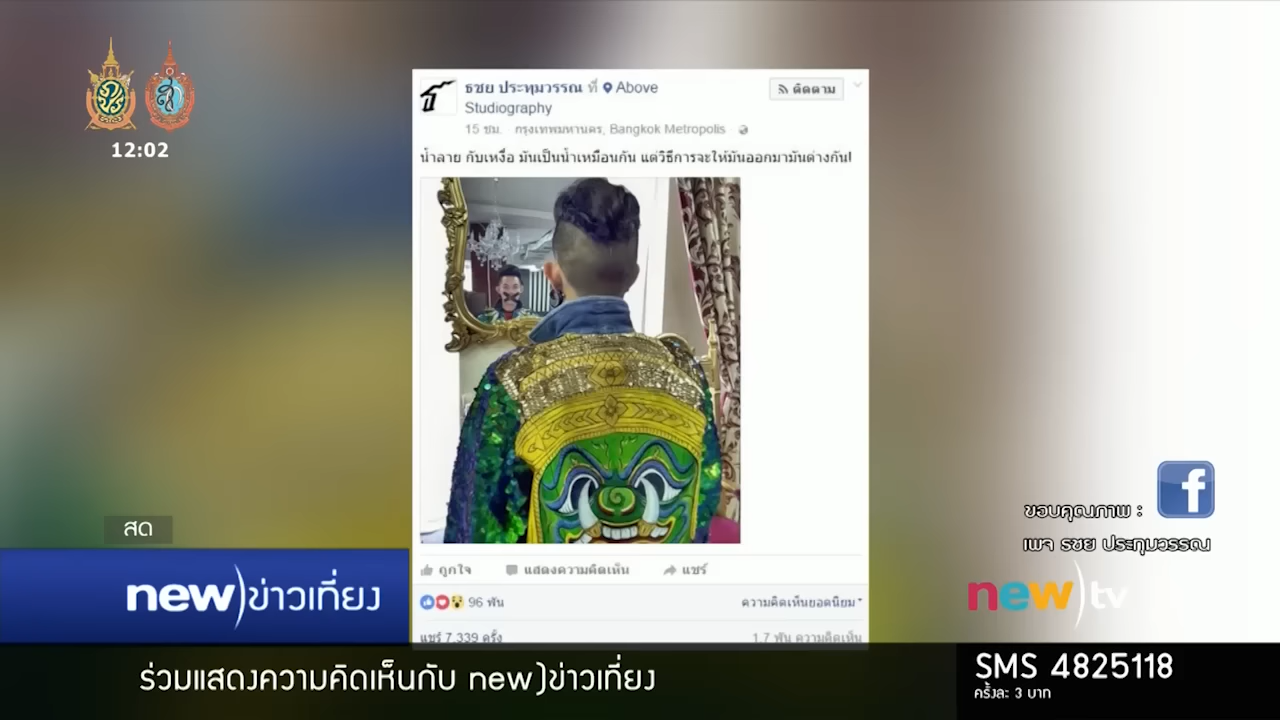 12:02
ธชย ประทุมวรรณ ที่ Above
Studiography
15 ชม. กรุงเทพมหานคร, Bangkok Metropolis
ติดตาม
น้ำลาย กับเหงื่อ มันเป็นน้ำเหมือนกัน แต่วิธีการจะให้มันออกมามันต่างกัน!
ถูกใจ
แสดงความคิดเห็น
แชร์
96 พัน
ความคิดเห็นยอดนิยม
แชร์ 7,339 ครั้ง
1.7 พัน ความคิดเห็น
ขอบคุณภาพ :
เพจ ธชย ประทุมวรรณ
สด
new)ข่าวเที่ยง
new)tv
ร่วมแสดงความคิดเห็นกับ new)ข่าวเที่ยง
SMS 4825118
ครั้งละ 3 บาท